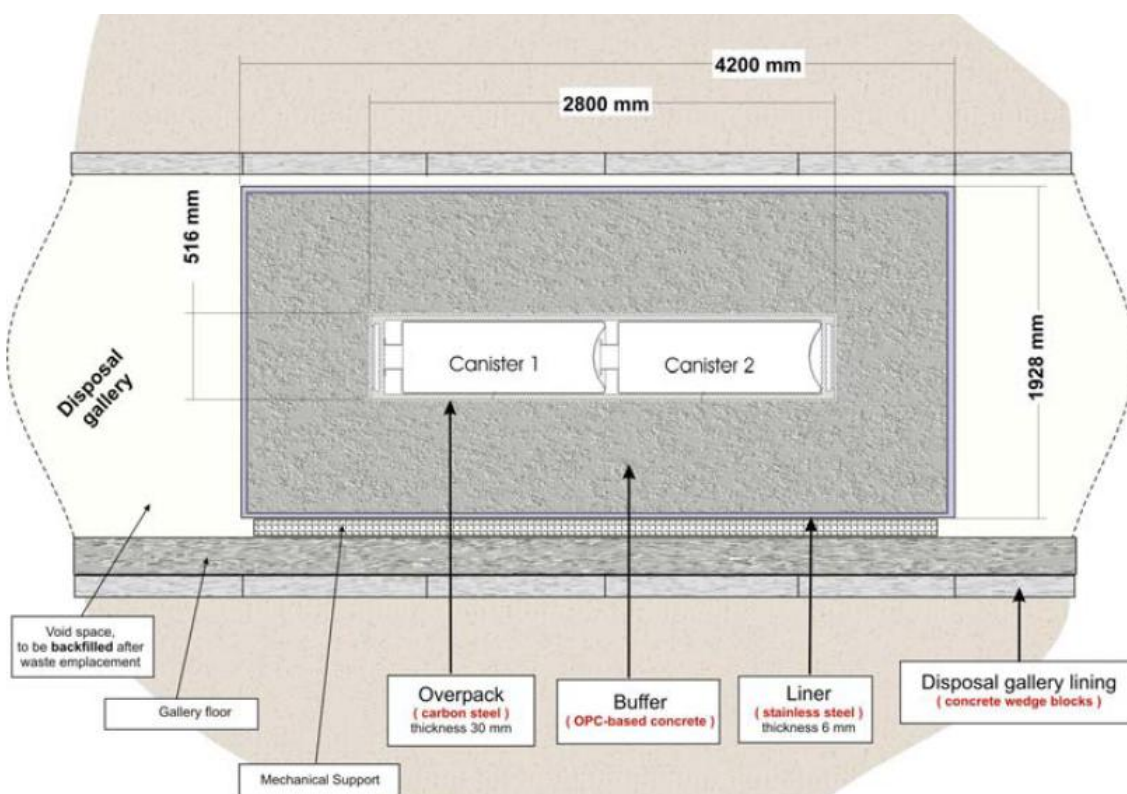 4200 mm
2800 mm
516 mm
1928 mm
Disposal
gallery
Canister 1
Canister 2
Void space,
to be backfilled after
waste emplacement
Gallery floor
Mechanical Support
Overpack
( carbon steel )
thickness 30 mm
Buffer
( OPC-based concrete )
Liner
( stainless steel )
thickness 6 mm
Disposal gallery lining
( concrete wedge blocks )